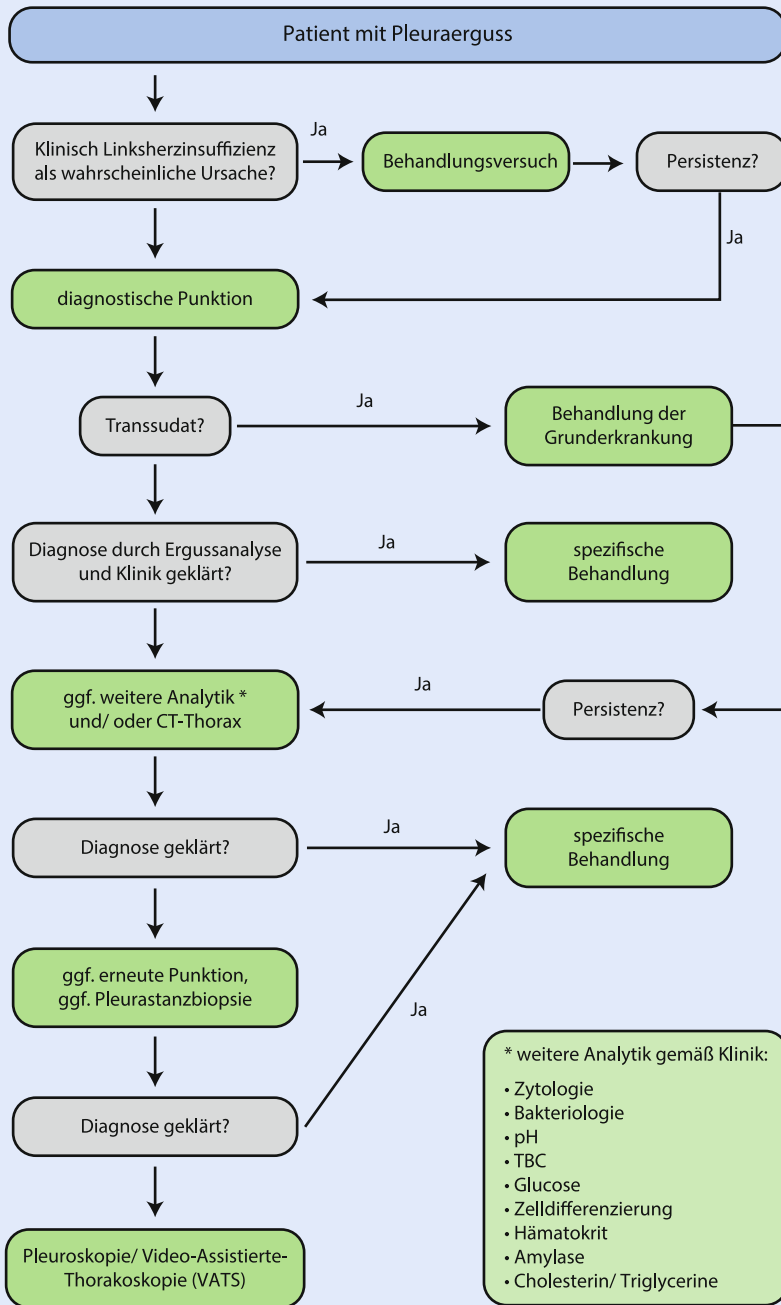 Patient mit Pleuraerguss
Klinisch Linksherzinsuffizienz
als wahrscheinliche Ursache?
Ja
Behandlungsversuch
Persistenz?
Ja
diagnostische Punktion
Transsudat?
Ja
Behandlung der
Grunderkrankung
Diagnose durch Ergussanalyse
und Klinik geklärt?
Ja
spezifische
Behandlung
ggf. weitere Analytik *
und/ oder CT-Thorax
Ja
Persistenz?
Diagnose geklärt?
Ja
spezifische
Behandlung
ggf. erneute Punktion,
ggf. Pleurastanzbiopsie
Ja
Diagnose geklärt?
Pleuroskopie/ Video-Assistierte-
Thorakoskopie (VATS)
* weitere Analytik gemäß Klinik:
• Zytologie
• Bakteriologie
• pH
• TBC
• Glucose
• Zelldifferenzierung
• Hämatokrit
• Amylase
• Cholesterin/ Triglycerine